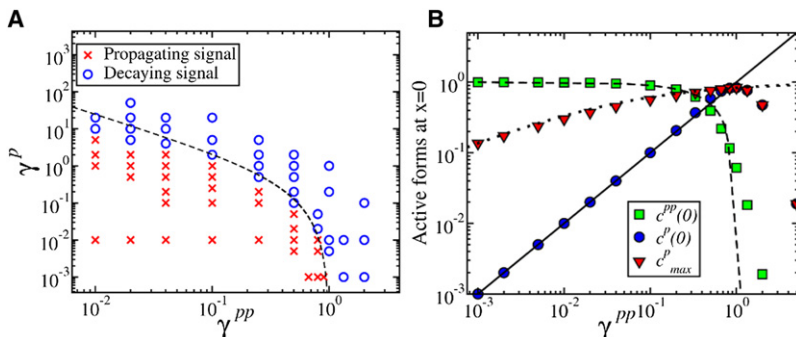 A
Propagating signal
Decaying signal
10^3
10^2
10^1
10^0
10^-1
10^-2
10^-3
γ^p
10^-2 10^-1 10^0
γ^pp
B
10^1
10^0
10^-1
10^-2
10^-3
Active forms at x=0
c^pp(0)
c^p(0)
c^p_max
10^-3 10^-2 10^-1 10^0
γ^pp